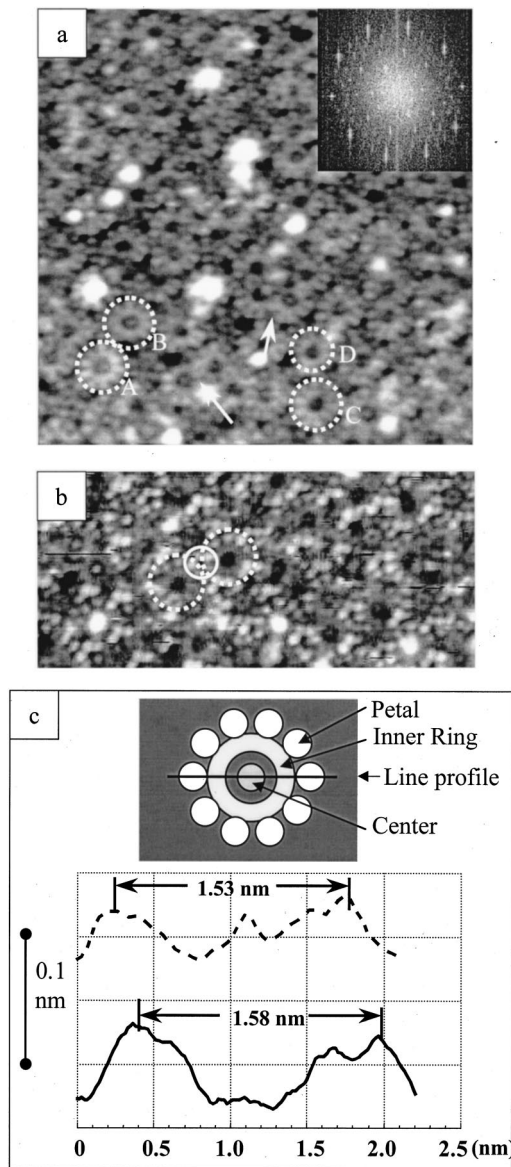 a
B
A
D
C
b
c
Petal
Inner Ring
Line profile
Center
1.53 nm
0.1
nm
1.58 nm
0 0.5 1.0 1.5 2.0 2.5 (nm)